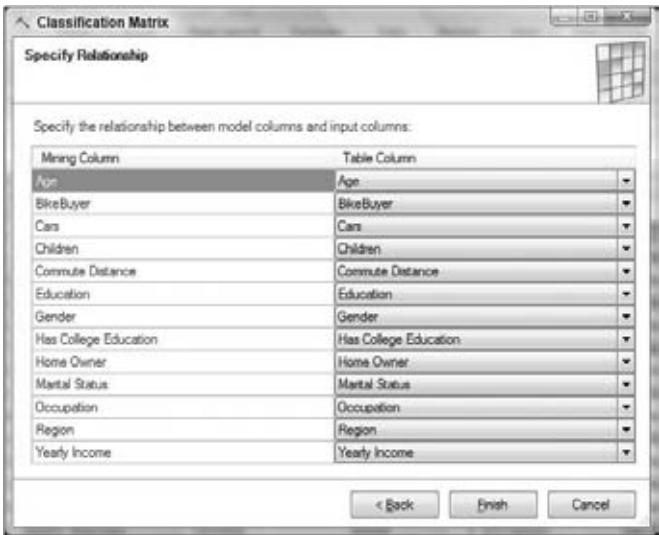 Classification Matrix
Specify Relationship
Specify the relationship between model columns and input columns:
Mining Column Table Column
Age Age
BikeBuyer BikeBuyer
Cars Cars
Children Children
Commute Distance Commute Distance
Education Education
Gender Gender
Has College Education Has College Education
Home Owner Home Owner
Marital Status Marital Status
Occupation Occupation
Region Region
Yearly Income Yearly Income
< Back Finish Cancel